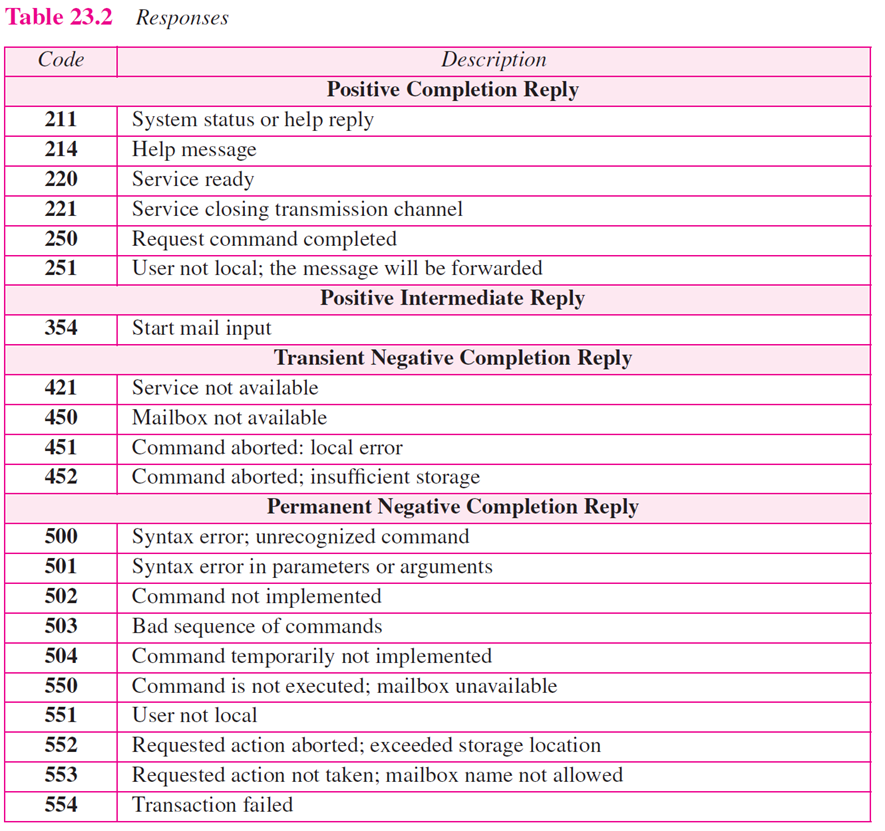 Table 23.2 Responses
Code Description
Positive Completion Reply
211 System status or help reply
214 Help message
220 Service ready
221 Service closing transmission channel
250 Request command completed
251 User not local; the message will be forwarded
Positive Intermediate Reply
354 Start mail input
Transient Negative Completion Reply
421 Service not available
450 Mailbox not available
451 Command aborted: local error
452 Command aborted; insufficient storage
Permanent Negative Completion Reply
500 Syntax error; unrecognized command
501 Syntax error in parameters or arguments
502 Command not implemented
503 Bad sequence of commands
504 Command temporarily not implemented
550 Command is not executed; mailbox unavailable
551 User not local
552 Requested action aborted; exceeded storage location
553 Requested action not taken; mailbox name not allowed
554 Transaction failed